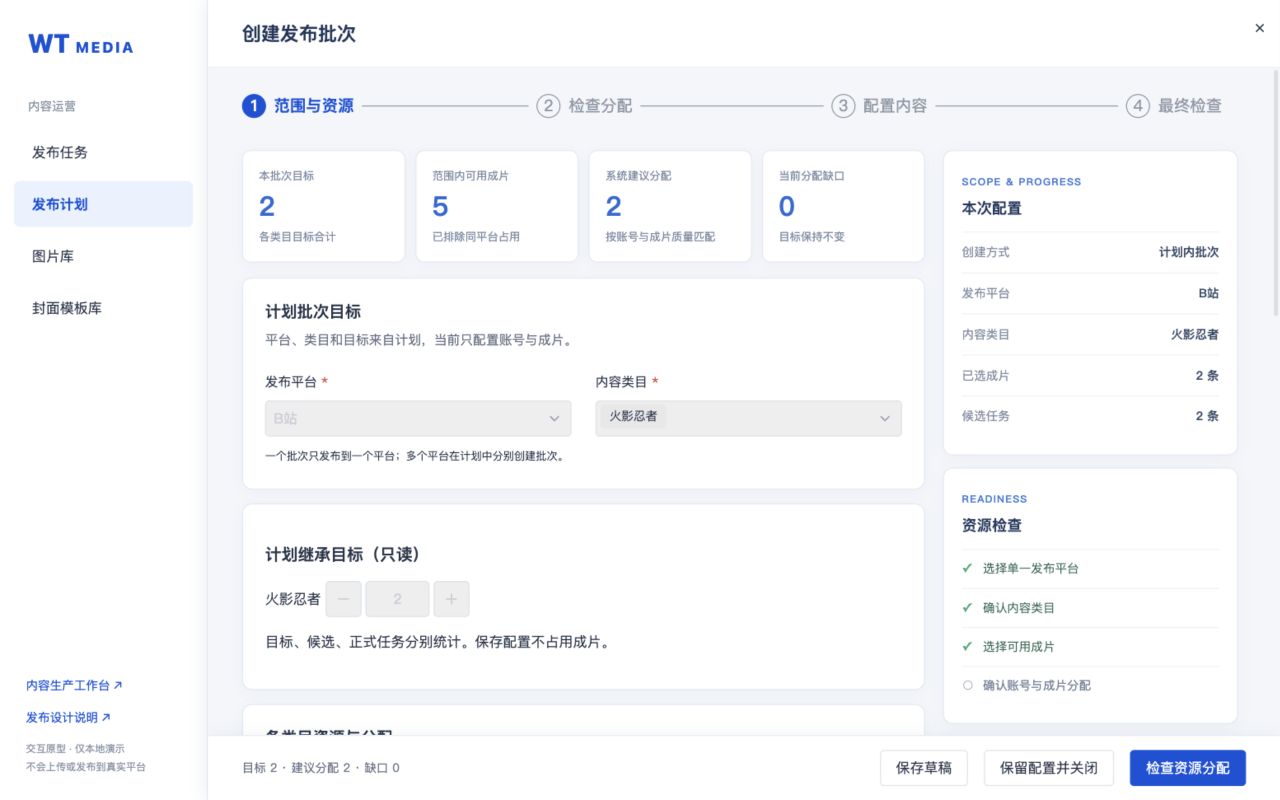 WT MEDIA
内容运营
发布任务
发布计划
图片库
封面模板库
内容生产工作台 ↗
发布设计说明 ↗
交互原型 · 仅本地演示
不会上传或发布到真实平台
创建发布批次
×
1 范围与资源
2 检查分配
3 配置内容
4 最终检查
本批次目标
2
各类目目标合计
范围内可用成片
5
已排除同平台占用
系统建议分配
2
按账号与成片质量匹配
当前分配缺口
0
目标保持不变
计划批次目标
平台、类目和目标来自计划，当前只配置账号与成片。
发布平台 *
内容类目 *
B站
火影忍者
一个批次只发布到一个平台；多个平台在计划中分别创建批次。
计划继承目标（只读）
火影忍者 － 2 ＋
目标、候选、正式任务分别统计。保存配置不占用成片。
各类目资源与分配
SCOPE & PROGRESS
本次配置
创建方式 计划内批次
发布平台 B站
内容类目 火影忍者
已选成片 2 条
候选任务 2 条
READINESS
资源检查
✓ 选择单一发布平台
✓ 确认内容类目
✓ 选择可用成片
○ 确认账号与成片分配
目标 2 · 建议分配 2 · 缺口 0
保存草稿
保留配置并关闭
检查资源分配